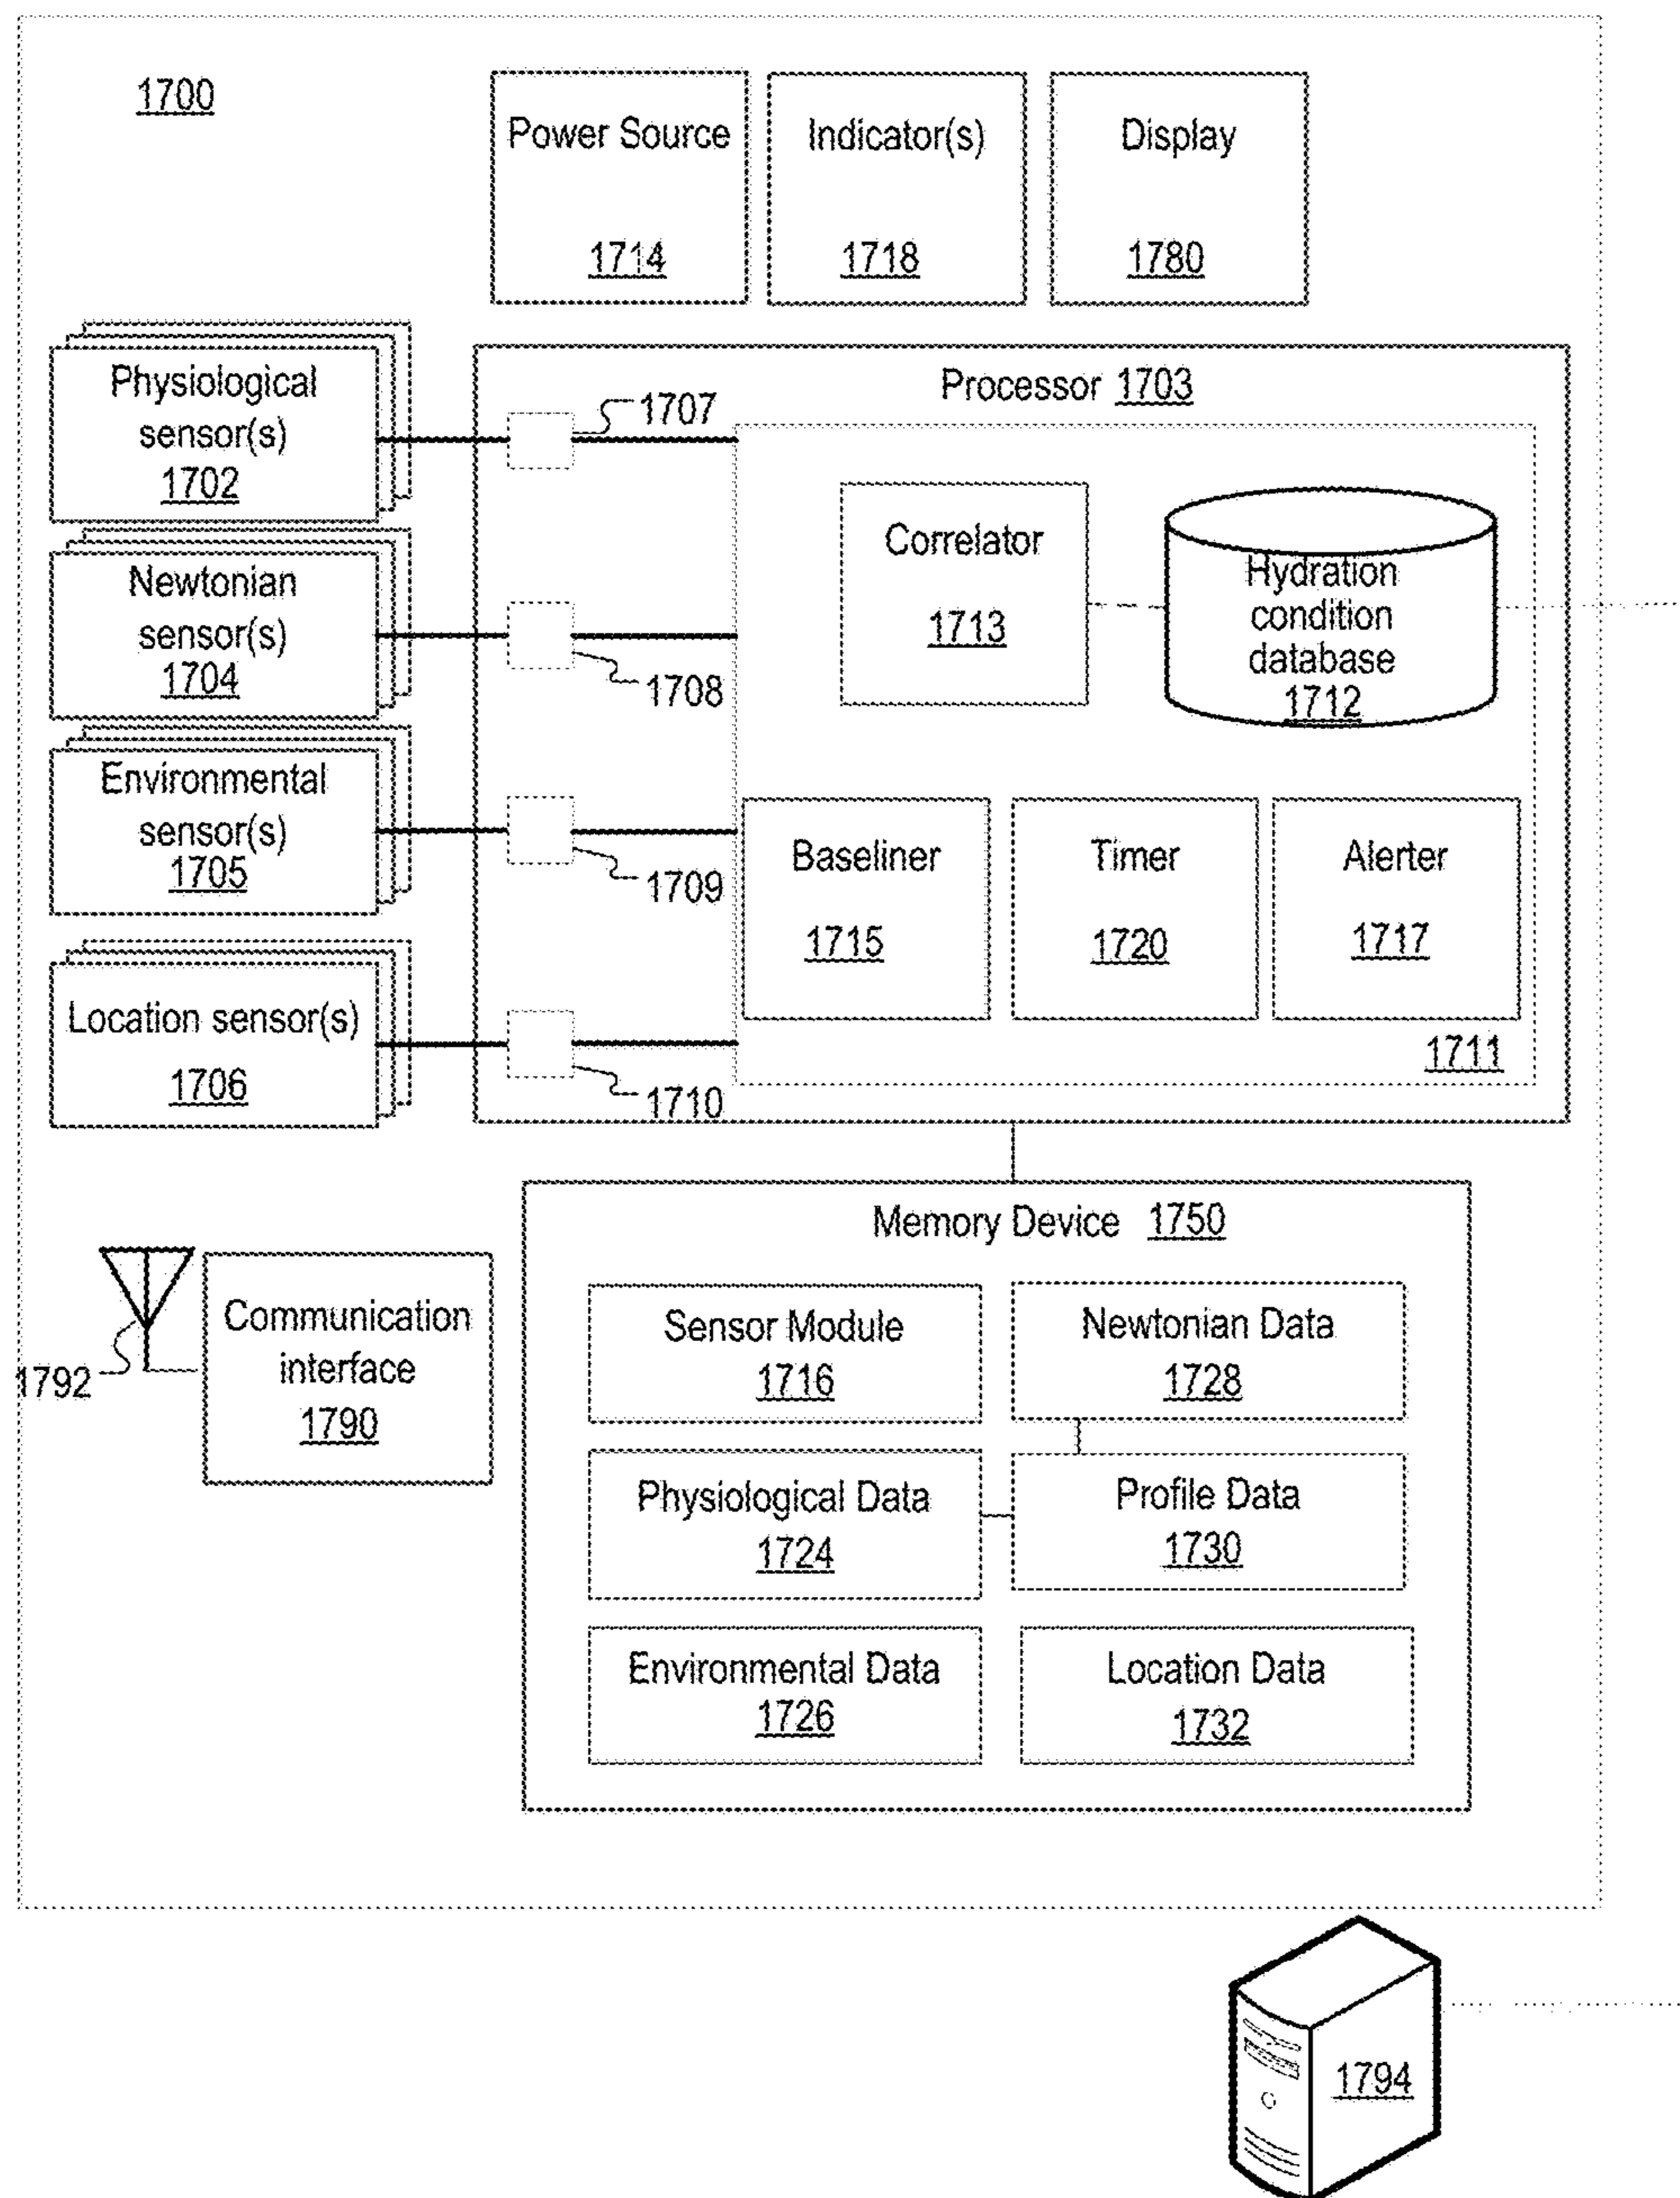 1700
Power Source
1714
Indicator(s)
1718
Display
1780
Physiological
sensor(s)
1702
Newtonian
sensor(s)
1704
Environmental
sensor(s)
1705
Location sensor(s)
1706
Processor 1703
1707
1708
1709
1710
Correlator
1713
Hydration
condition
database
1712
Baseliner
1715
Timer
1720
Alerter
1717
1711
Memory Device 1750
Sensor Module
1716
Newtonian Data
1728
Physiological Data
1724
Profile Data
1730
Environmental Data
1726
Location Data
1732
1792
Communication
interface
1790
1794